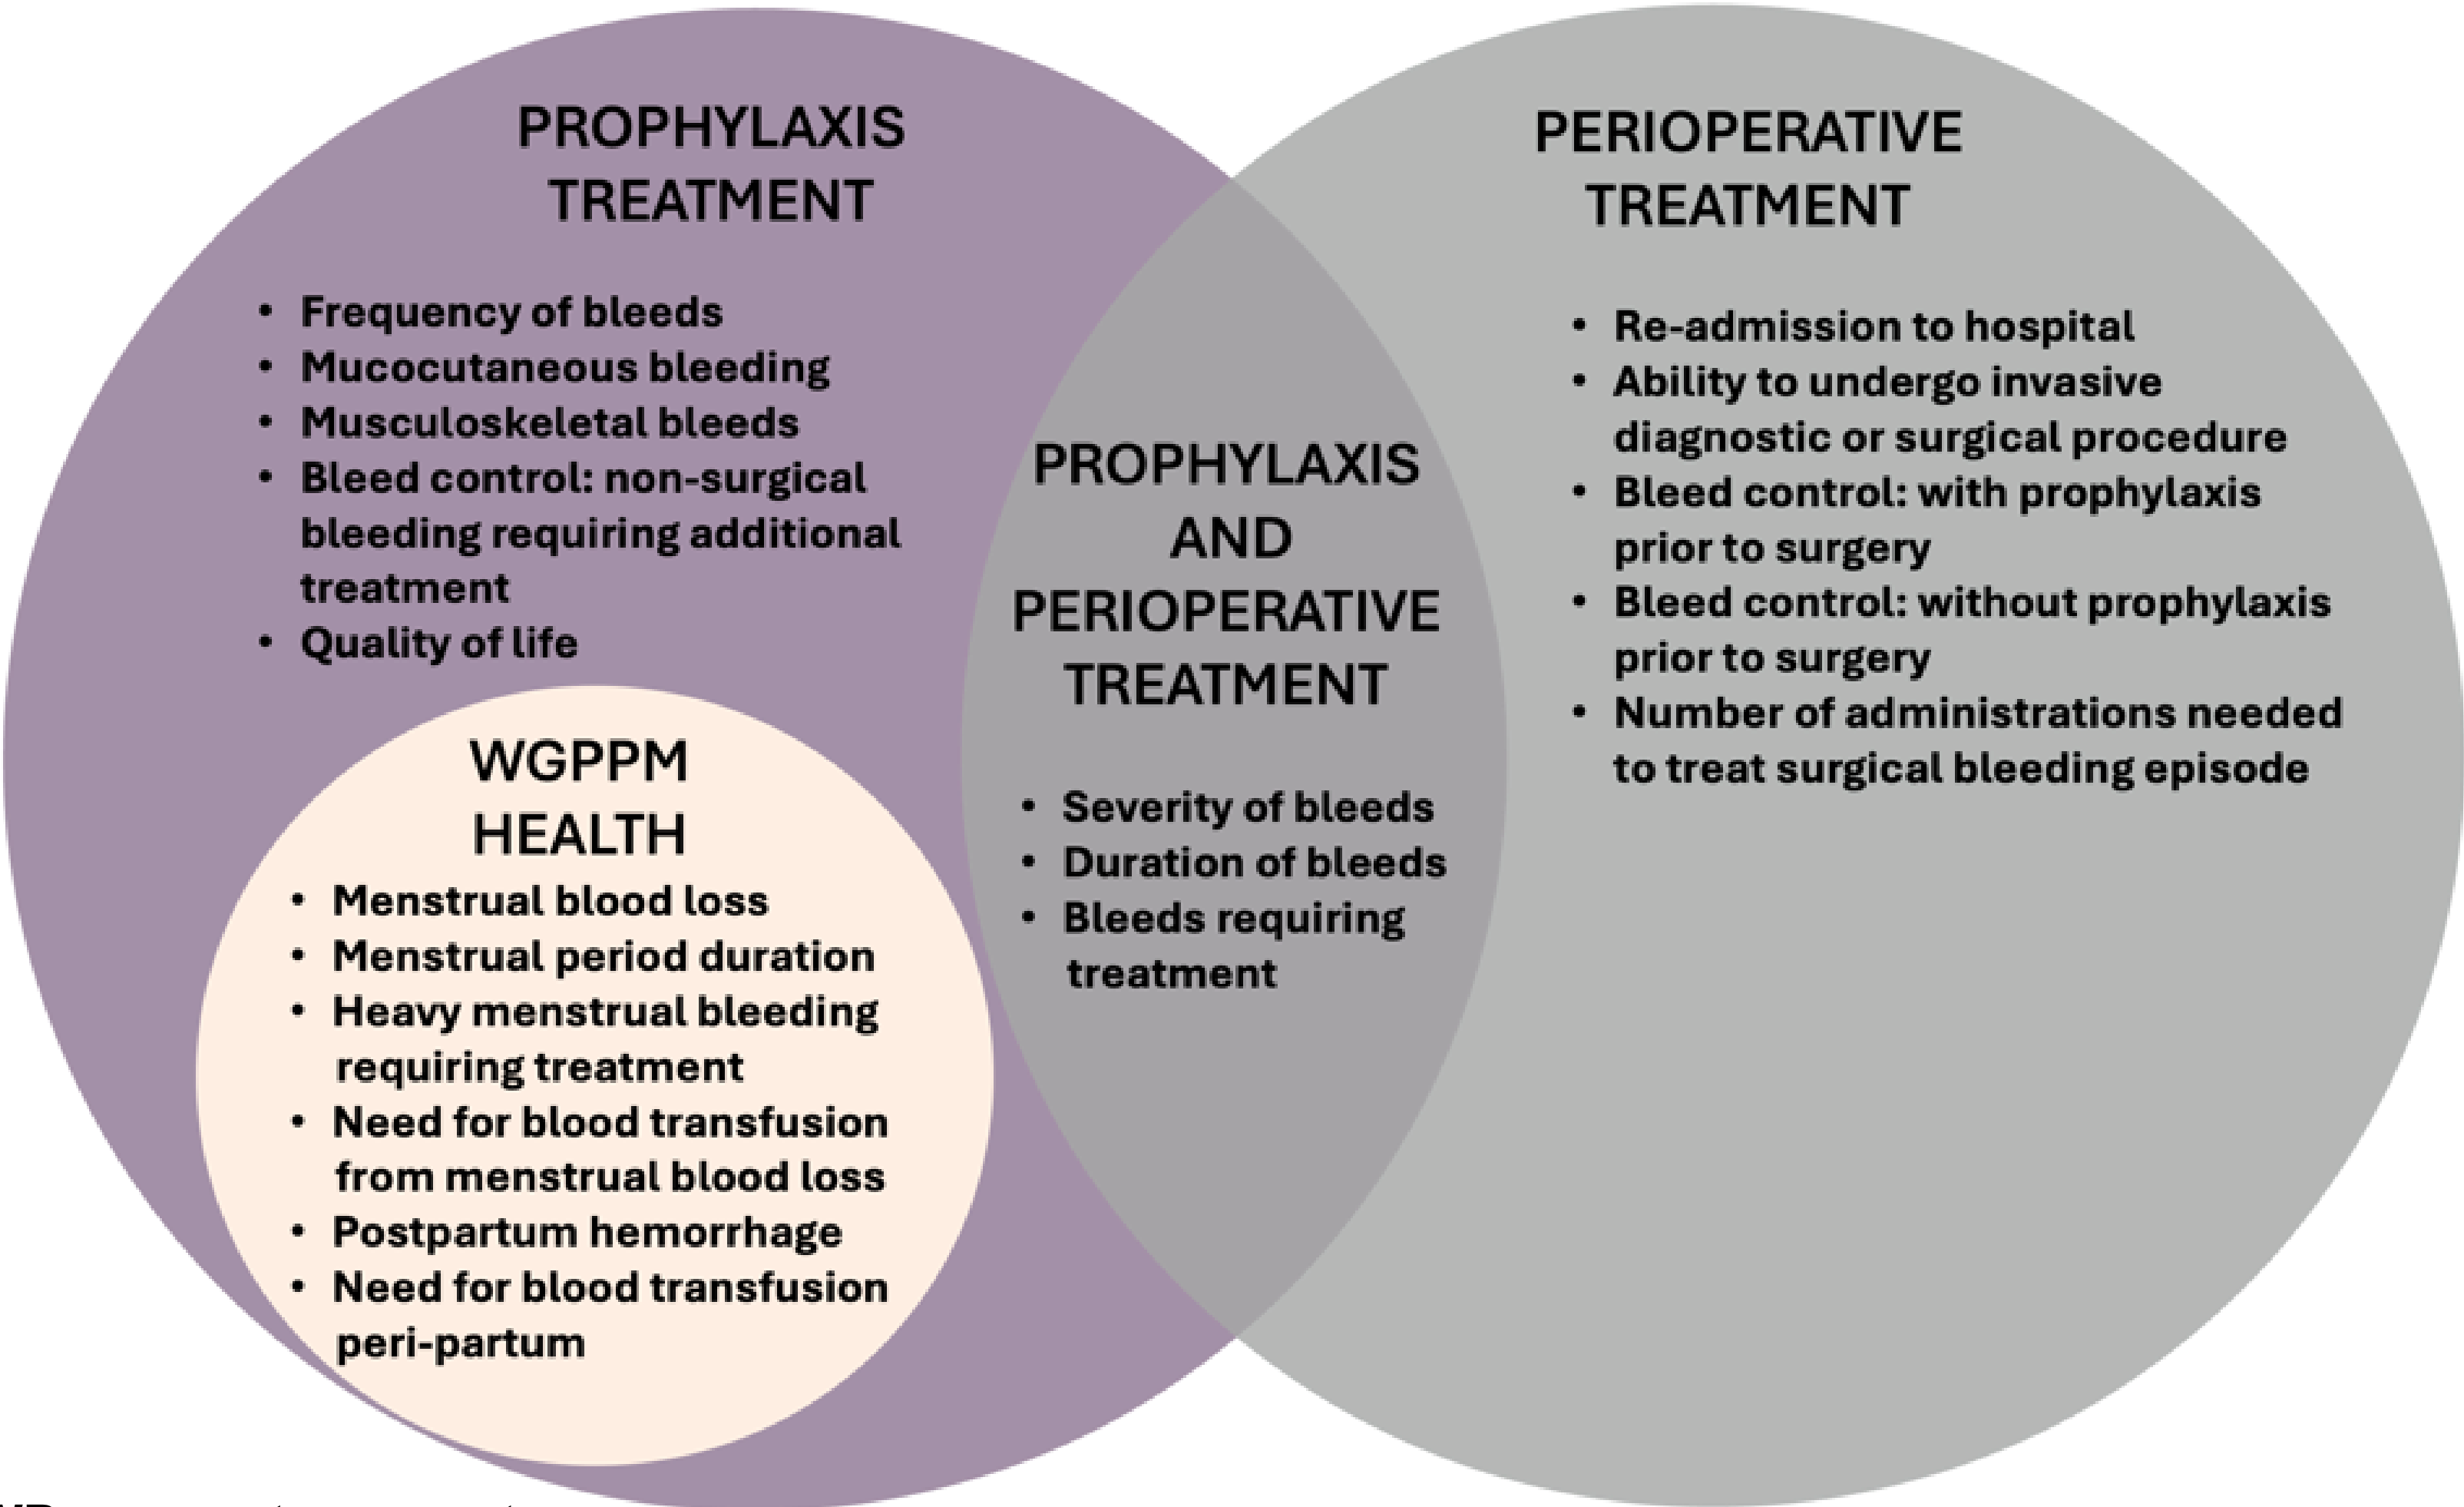 PROPHYLAXIS
TREATMENT
• Frequency of bleeds
• Mucocutaneous bleeding
• Musculoskeletal bleeds
• Bleed control: non-surgical
bleeding requiring additional
treatment
• Quality of life
WGPPM
HEALTH
• Menstrual blood loss
• Menstrual period duration
• Heavy menstrual bleeding
requiring treatment
• Need for blood transfusion
from menstrual blood loss
• Postpartum hemorrhage
• Need for blood transfusion
peri-partum
PROPHYLAXIS
AND
PERIOPERATIVE
TREATMENT
• Severity of bleeds
• Duration of bleeds
• Bleeds requiring
treatment
PERIOPERATIVE
TREATMENT
• Re-admission to hospital
• Ability to undergo invasive
diagnostic or surgical procedure
• Bleed control: with prophylaxis
prior to surgery
• Bleed control: without prophylaxis
prior to surgery
• Number of administrations needed
to treat surgical bleeding episode